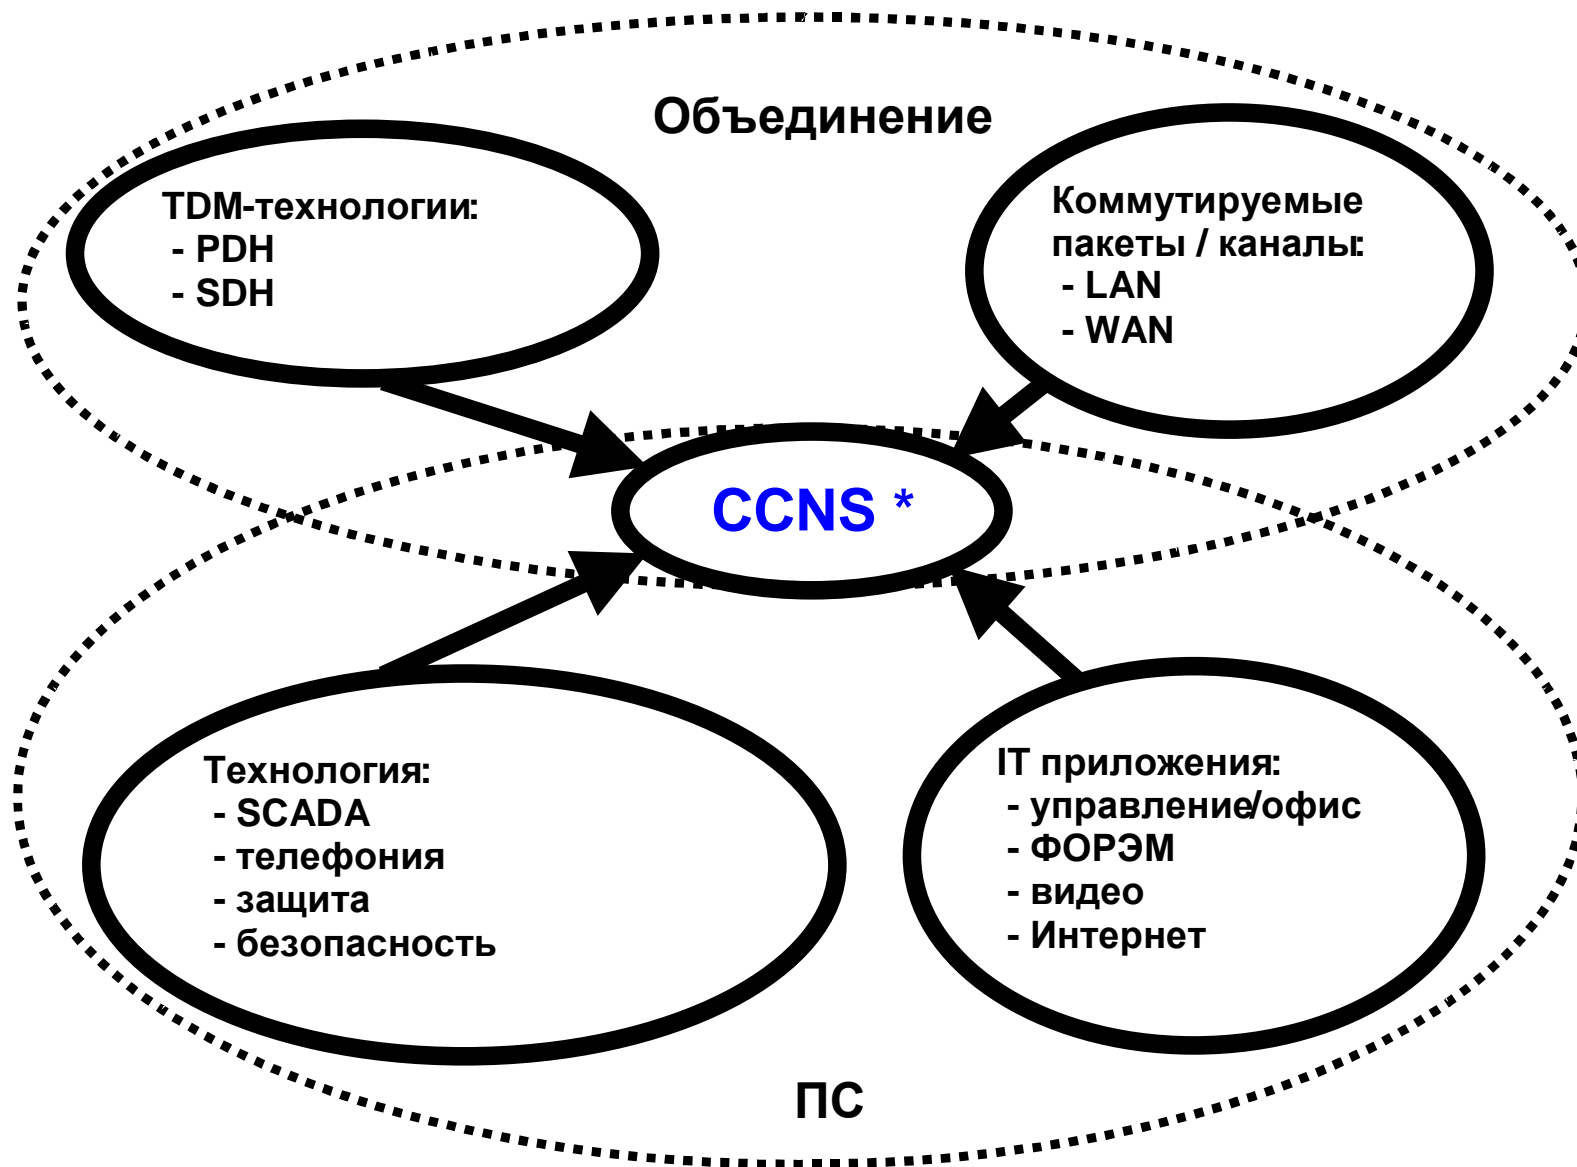 Объединение
TDM-технологии:
- PDH
- SDH
Коммутируемые
пакеты / каналы:
- LAN
- WAN
CCNS *
Технология:
- SCADA
- телефония
- защита
- безопасность
IT приложения:
- управление/офис
- ФОРЭМ
- видео
- Интернет
ПС